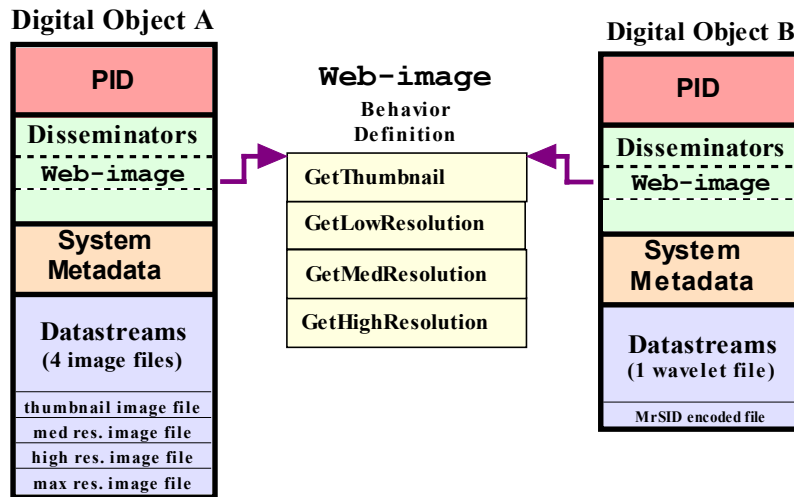 Digital Object A
PID
Disseminators
Web-image
System
Metadata
Datastreams
(4 image files)
thumbnail image file
med res. image file
high res. image file
max res. image file
Web-image
Behavior
Definition
GetThumbnail
GetLowResolution
GetMedResolution
GetHighResolution
Digital Object B
PID
Disseminators
Web-image
System
Metadata
Datastreams
(1 wavelet file)
MrSID encoded file